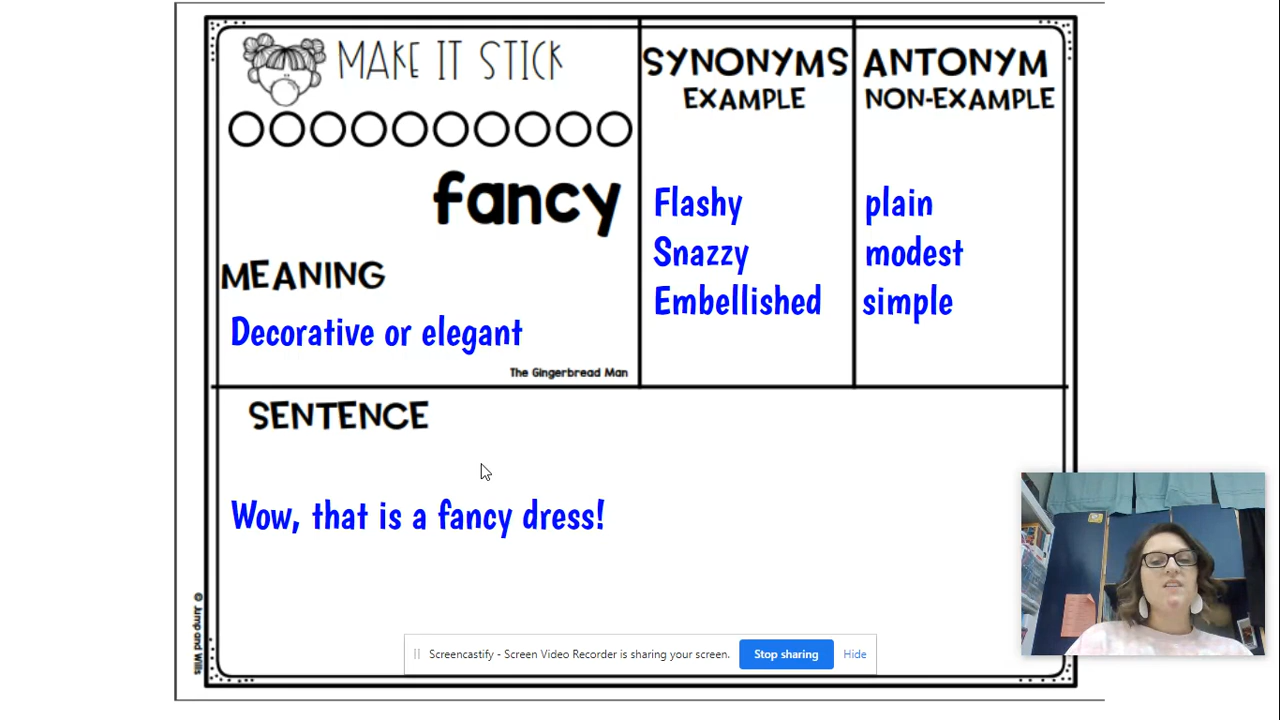 MAKE IT STICK
fancy
MEANING
Decorative or elegant
The Gingerbread Man
SYNONYMS
EXAMPLE
Flashy
Snazzy
Embellished
ANTONYM
NON-EXAMPLE
plain
modest
simple
SENTENCE
Wow, that is a fancy dress!
© Jump and Wills
Screencastify - Screen Video Recorder is sharing your screen.
Stop sharing
Hide